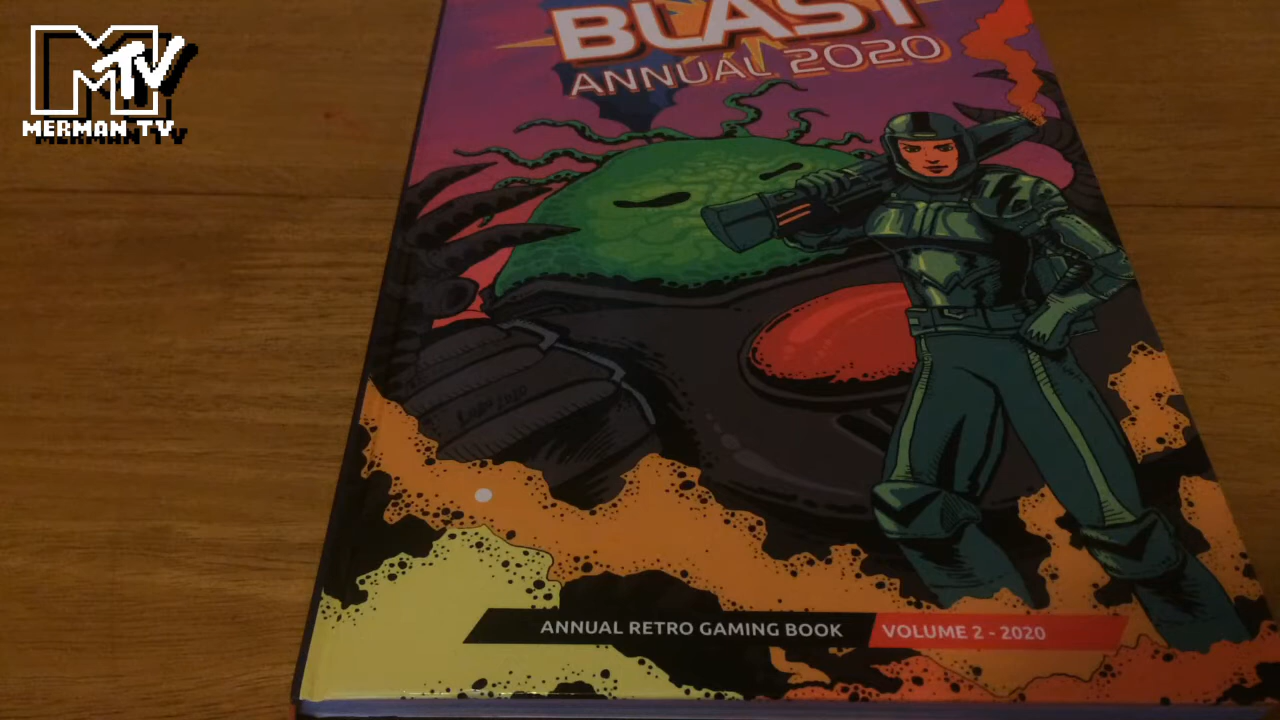 MTV
MERMAN TV
BLAST
ANNUAL 2020
ANNUAL RETRO GAMING BOOK
VOLUME 2 - 2020